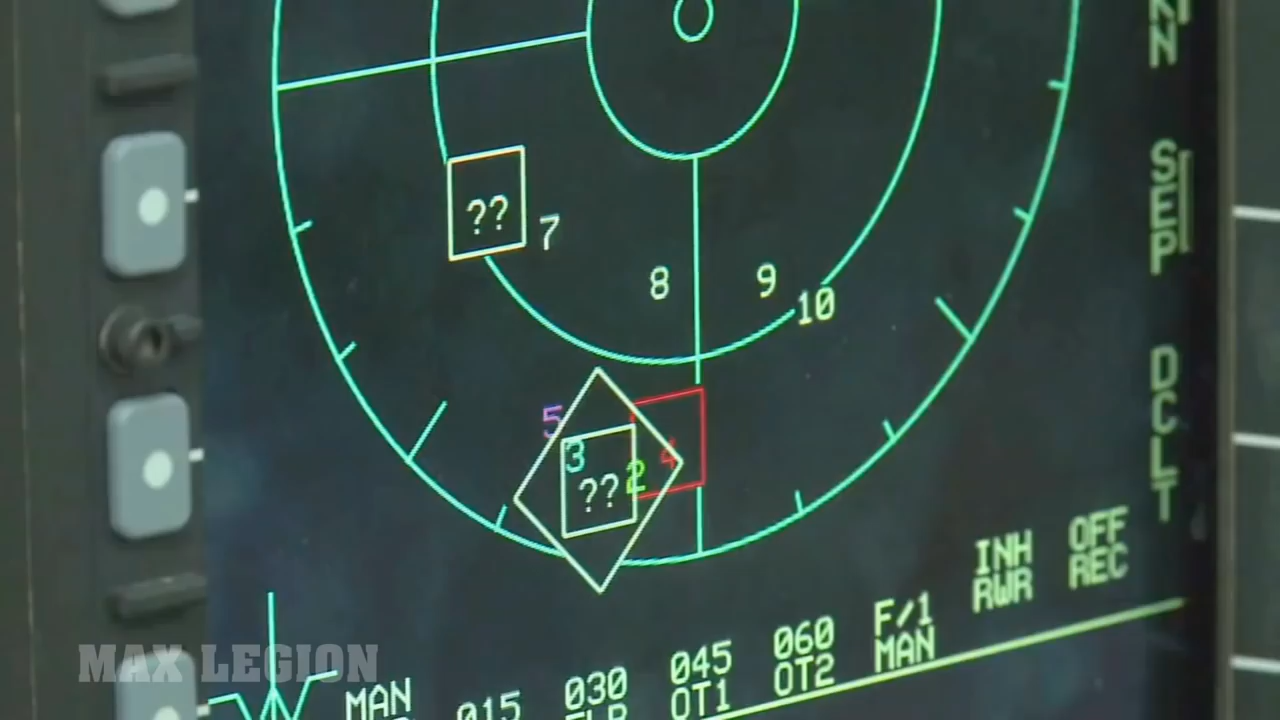 SEP
??
7
8
9
10
5
3
4
2
??
DCLT
INH
RWR
OFF
REC
MAN
015
030
045
OT1
060
OT2
F/1
MAN
MAX LEGION